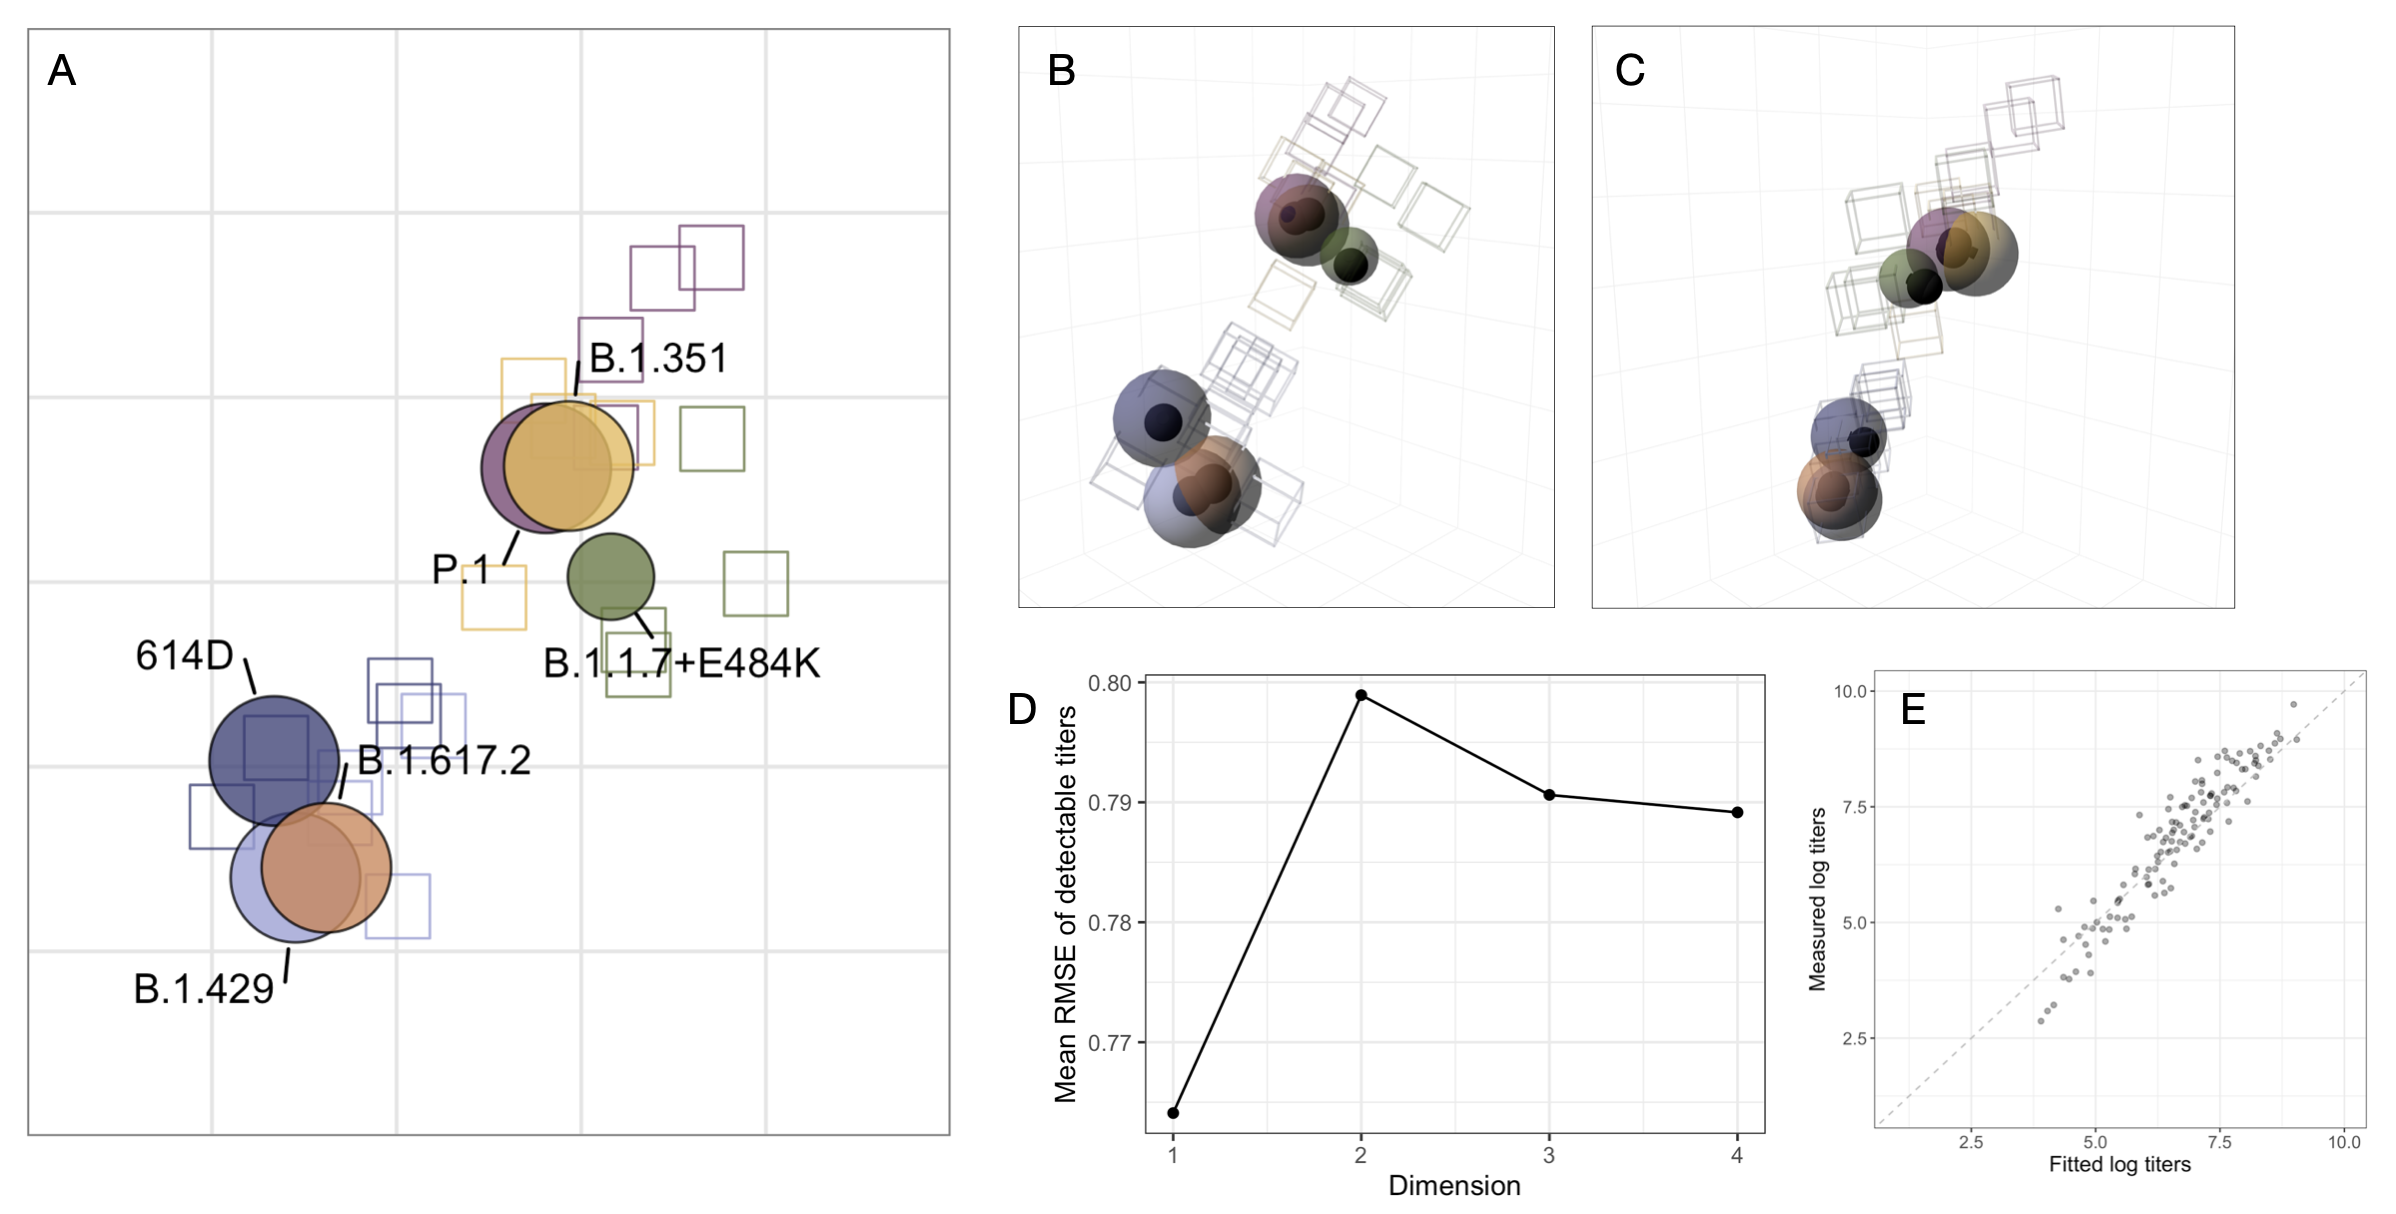 A
B.1.351
P.1
614D
B.1.1.7+E484K
B.1.617.2
B.1.429
B
C
D
Mean RMSE of detectable titers
0.80
0.79
0.78
0.77
1 2 3 4
Dimension
E
Measured log titers
10.0
7.5
5.0
2.5
2.5 5.0 7.5 10.0
Fitted log titers